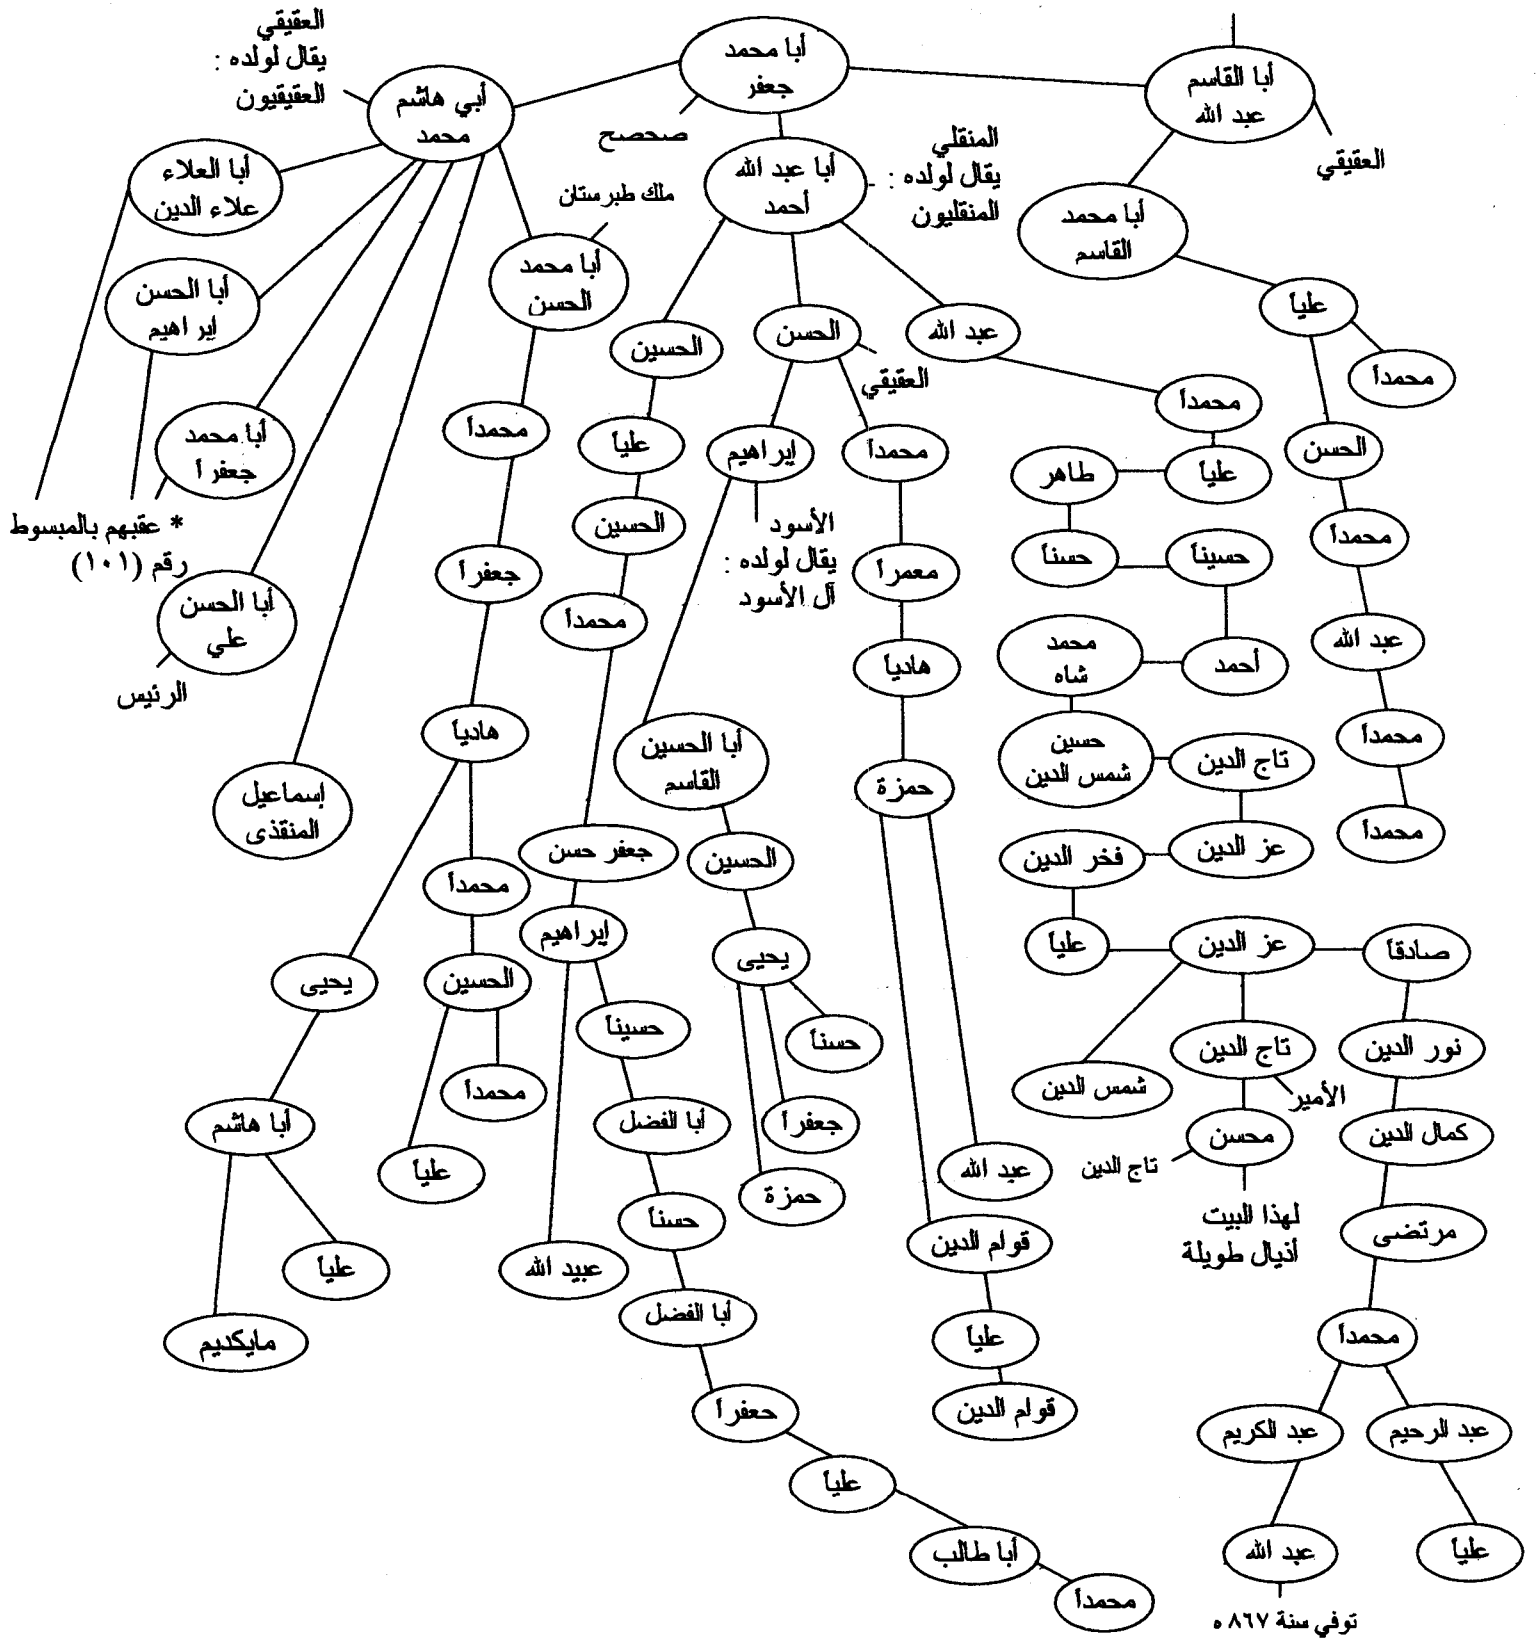 أبا القاسم
عبد الله
العقيقي
أبا محمد
جعفر
صحصح
العقيقي
يقال لولده :
العقيقيون
أبي هاشم
محمد
أبا العلاء
علاء الدين
أبا الحسن
إبراهيم
أبا محمد
جعفراً
* عقبهم بالمبسوط
رقم (١٠١)
أبا الحسن
علي
الرئيس
إسماعيل
المنقذى
ملك طبرستان
أبا محمد
الحسن
محمداً
جعفراً
هادياً
محمداً
الحسين
محمداً
علياً
يحيى
أبا هاشم
علياً
مايكديم
المنقلي
يقال لولده :
المنقليون
أبا عبد الله
أحمد
الحسين
علياً
الحسين
محمداً
جعفر حسن
إبراهيم
عبيد الله
حسيناً
أبا الفضل
حسناً
أبا الفضل
جعفراً
علياً
أبا طالب
محمداً
الحسن
العقيقي
إبراهيم
الأسود
يقال لولده :
آل الأسود
أبا الحسين
القاسم
الحسين
يحيى
حسناً
جعفراً
حمزة
محمداً
معمراً
هادياً
حمزة
عبد الله
قوام الدين
علياً
قوام الدين
عبد الله
محمداً
علياً
طاهر
حسناً
حسيناً
أحمد
محمد
شاه
حسين
شمس الدين
تاج الدين
عز الدين
فخر الدين
علياً
عز الدين
شمس الدين
تاج الدين
الأمير
محسن
تاج الدين
لهذا البيت
أذيال طويلة
صادقاً
نور الدين
كمال الدين
مرتضى
محمداً
عبد الرحيم
علياً
عبد الكريم
عبد الله
توفي سنة ٨٦٧ ه
أبا محمد
القاسم
علياً
محمداً
الحسن
محمداً
عبد الله
محمداً
محمداً